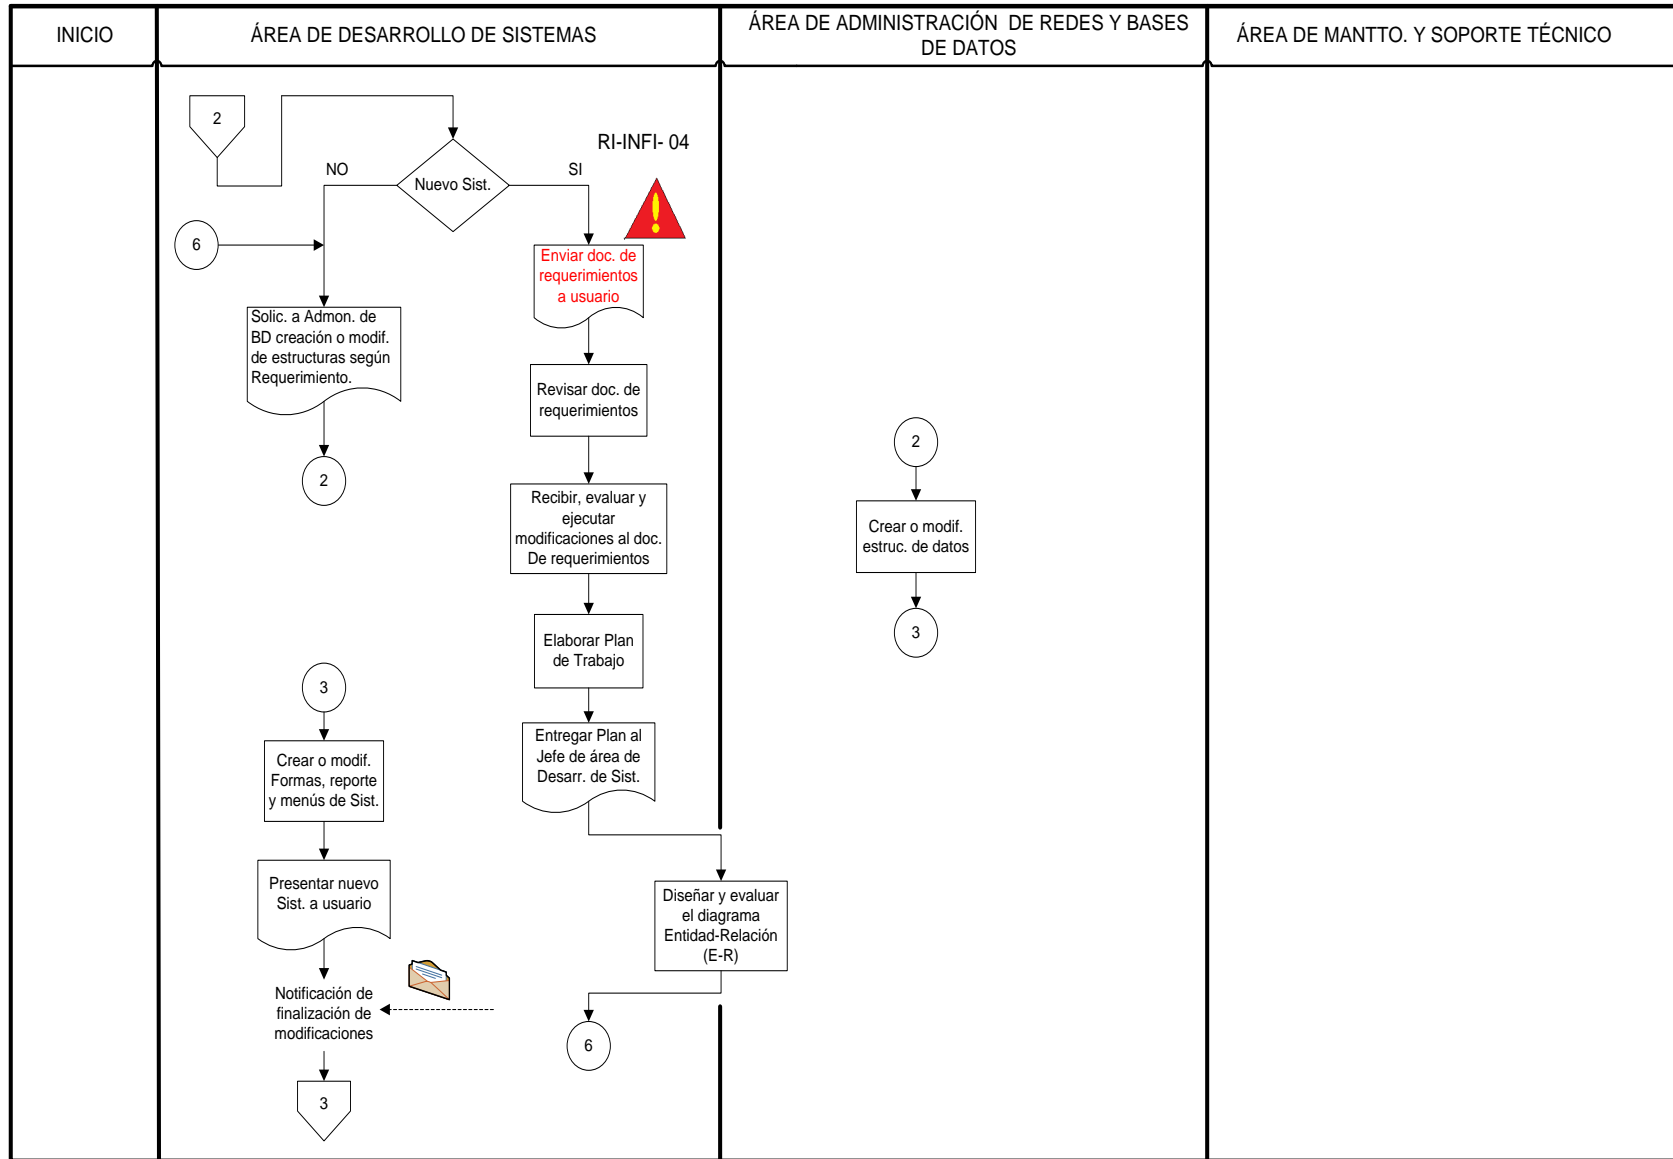 INICIO
ÁREA DE DESARROLLO DE SISTEMAS
ÁREA DE ADMINISTRACIÓN DE REDES Y BASES
DE DATOS
ÁREA DE MANTTO. Y SOPORTE TÉCNICO
2
RI-INFI- 04
NO
Nuevo Sist.
SI
6
Enviar doc. de
requerimientos
a usuario
Solic. a Admon. de
BD creación o modif.
de estructuras según
Requerimiento.
Revisar doc. de
requerimientos
2
2
Recibir, evaluar y
ejecutar
modificaciones al doc.
De requerimientos
Crear o modif.
estruc. de datos
3
Elaborar Plan
de Trabajo
3
Entregar Plan al
Jefe de área de
Desarr. de Sist.
Crear o modif.
Formas, reporte
y menús de Sist.
Presentar nuevo
Sist. a usuario
Diseñar y evaluar
el diagrama
Entidad-Relación
(E-R)
Notificación de
finalización de
modificaciones
6
3